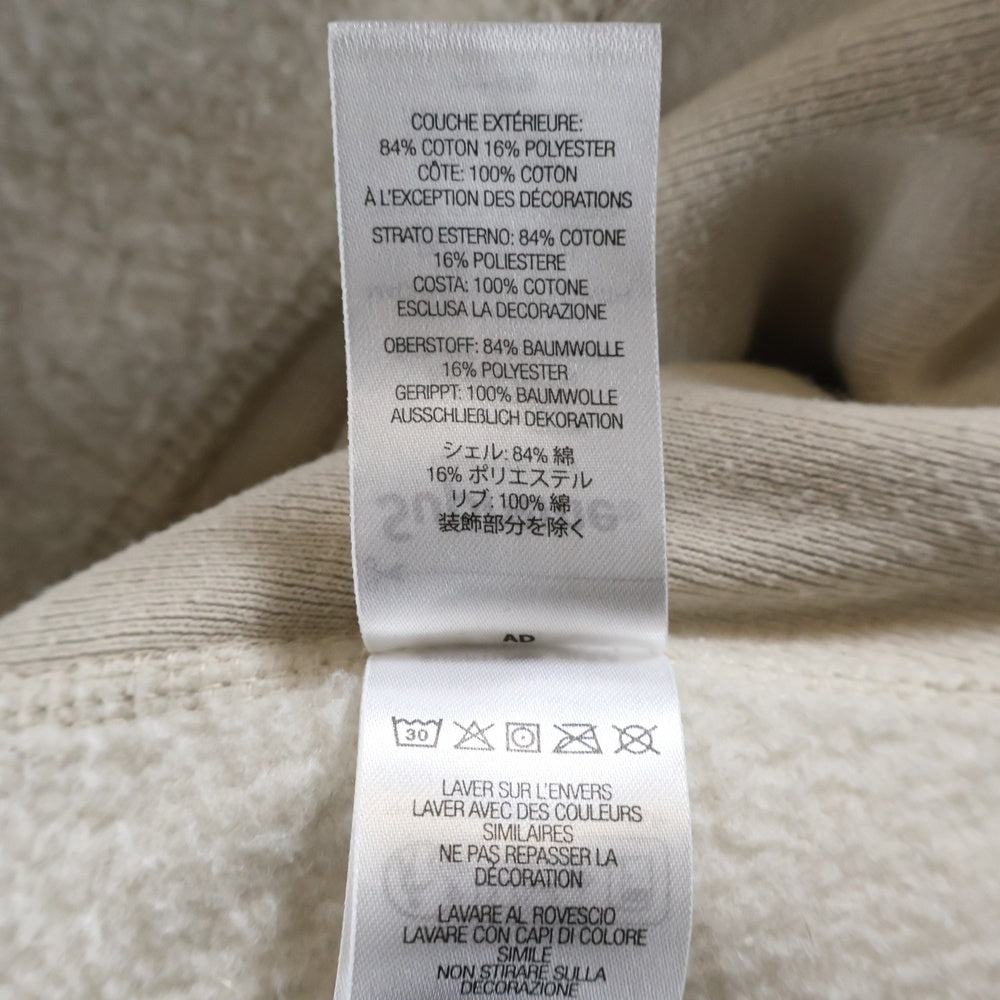 COUCHE EXTÉRIEURE:
84% COTON 16% POLYESTER
CÔTE: 100% COTON
À L'EXCEPTION DES DÉCORATIONS
STRATO ESTERNO: 84% COTONE
16% POLIESTERE
COSTA: 100% COTONE
ESCLUSA LA DECORAZIONE
OBERSTOFF: 84% BAUMWOLLE
16% POLYESTER
GERIPPT: 100% BAUMWOLLE
AUSSCHLIEßLICH DEKORATION
シェル: 84% 綿
16% ポリエステル
リブ: 100% 綿
装飾部分を除く
AD
30
LAVER SUR L'ENVERS
LAVER AVEC DES COULEURS
SIMILAIRES
NE PAS REPASSER LA
DÉCORATION
LAVARE AL ROVESCIO
LAVARE CON CAPI DI COLORE
SIMILE
NON STIRARE SULLA
DECORAZIONE